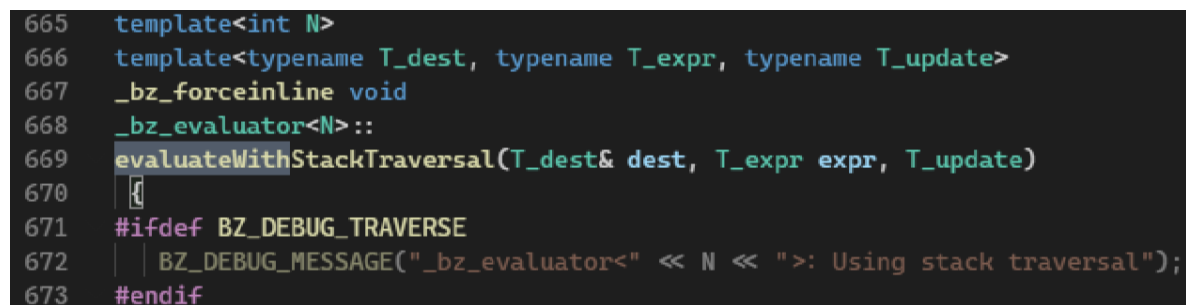 665 template<int N>
666 template<typename T_dest, typename T_expr, typename T_update>
667 _bz_forceinline void
668 _bz_evaluator<N>::
669 evaluateWithStackTraversal(T_dest& dest, T_expr expr, T_update)
670 {
671 #ifdef BZ_DEBUG_TRAVERSE
672 BZ_DEBUG_MESSAGE("_bz_evaluator<" << N << ">: Using stack traversal");
673 #endif